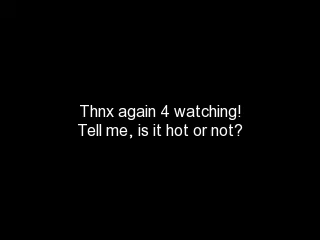 Thnx again 4 watching!
Tell me, is it hot or not?